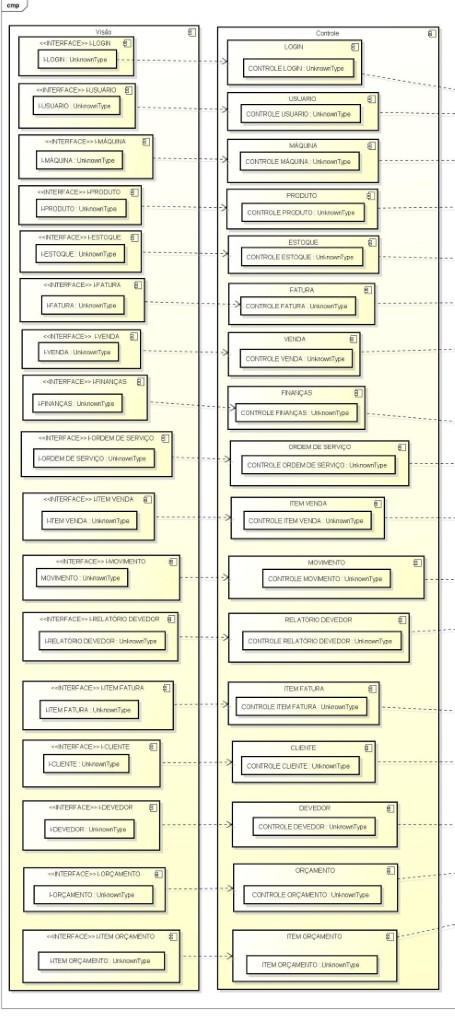 cmp
Visão
Controle
<<INTERFACE>> I-LOGIN
I-LOGIN : UnknownType
LOGIN
CONTROLE LOGIN : UnknownType
<<INTERFACE>> I-USUÁRIO
I-USUARIO : UnknownType
USUARIO
CONTROLE USUARIO : UnknownType
<<INTERFACE>> I-MÁQUINA
I-MÁQUINA : UnknownType
MÁQUINA
CONTROLE MÁQUINA : UnknownType
<<INTERFACE>> I-PRODUTO
I-PRODUTO : UnknownType
PRODUTO
CONTROLE PRODUTO : UnknownType
<<INTERFACE>> I-ESTOQUE
I-ESTOQUE : UnknownType
ESTOQUE
CONTROLE ESTOQUE : UnknownType
<<INTERFACE>> I-FATURA
I-FATURA : UnknownType
FATURA
CONTROLE FATURA : UnknownType
<<INTERFACE>> I-VENDA
I-VENDA : UnknownType
VENDA
CONTROLE VENDA : UnknownType
<<INTERFACE>> I-FINANÇAS
I-FINANÇAS : UnknownType
FINANÇAS
CONTROLE FINANÇAS : UnknownType
<<INTERFACE>> I-ORDEM DE SERVIÇO
I-ORDEM DE SERVIÇO : UnknownType
ORDEM DE SERVIÇO
CONTROLE ORDEM DE SERVIÇO : UnknownType
<<INTERFACE>> I-ITEM VENDA
I-ITEM VENDA : UnknownType
ITEM VENDA
CONTROLE ITEM VENDA : UnknownType
<<INTERFACE>> I-MOVIMENTO
MOVIMENTO : UnknownType
MOVIMENTO
CONTROLE MOVIMENTO : UnknownType
<<INTERFACE>> I-RELATÓRIO DEVEDOR
I-RELATÓRIO DEVEDOR : UnknownType
RELATÓRIO DEVEDOR
CONTROLE RELATÓRIO DEVEDOR : UnknownType
<<INTERFACE>> I-ITEM FATURA
I-ITEM FATURA : UnknownType
ITEM FATURA
CONTROLE ITEM FATURA : UnknownType
<<INTERFACE>> I-CLIENTE
I-CLIENTE : UnknownType
CLIENTE
CONTROLE CLIENTE : UnknownType
<<INTERFACE>> I-DEVEDOR
I-DEVEDOR : UnknownType
DEVEDOR
CONTROLE DEVEDOR : UnknownType
<<INTERFACE>> I-ORÇAMENTO
I-ORÇAMENTO : UnknownType
ORÇAMENTO
CONTROLE ORÇAMENTO : UnknownType
<<INTERFACE>> I-ITEM ORÇAMENTO
I-ITEM ORÇAMENTO : UnknownType
ITEM ORÇAMENTO
ITEM ORÇAMENTO : UnknownType